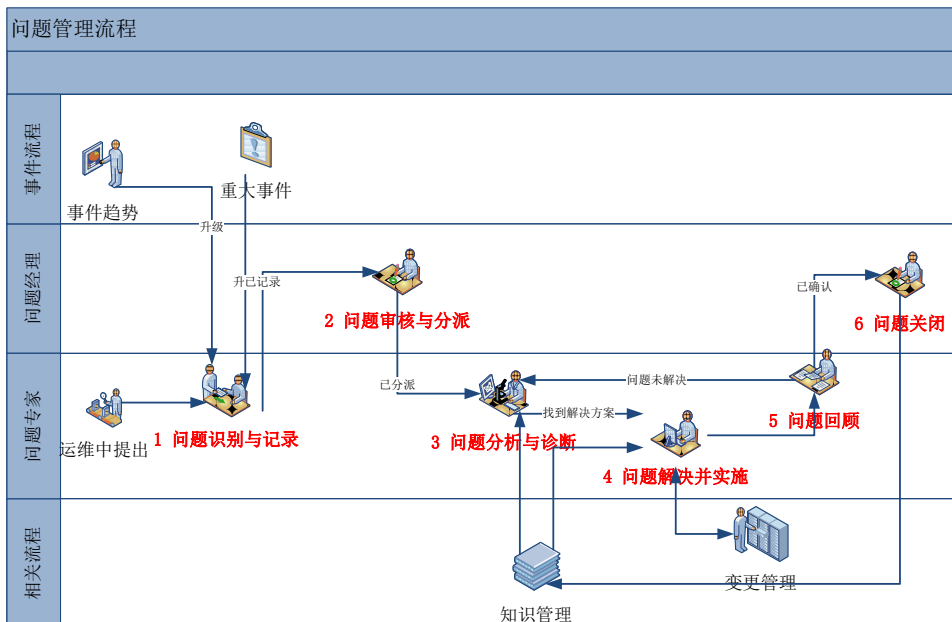 问题管理流程
事件流程
事件趋势
重大事件
升级
问题经理
升已记录
2 问题审核与分派
已确认
6 问题关闭
问题专家
运维中提出
1 问题识别与记录
已分派
问题未解决
找到解决方案
3 问题分析与诊断
5 问题回顾
4 问题解决并实施
相关流程
知识管理
变更管理